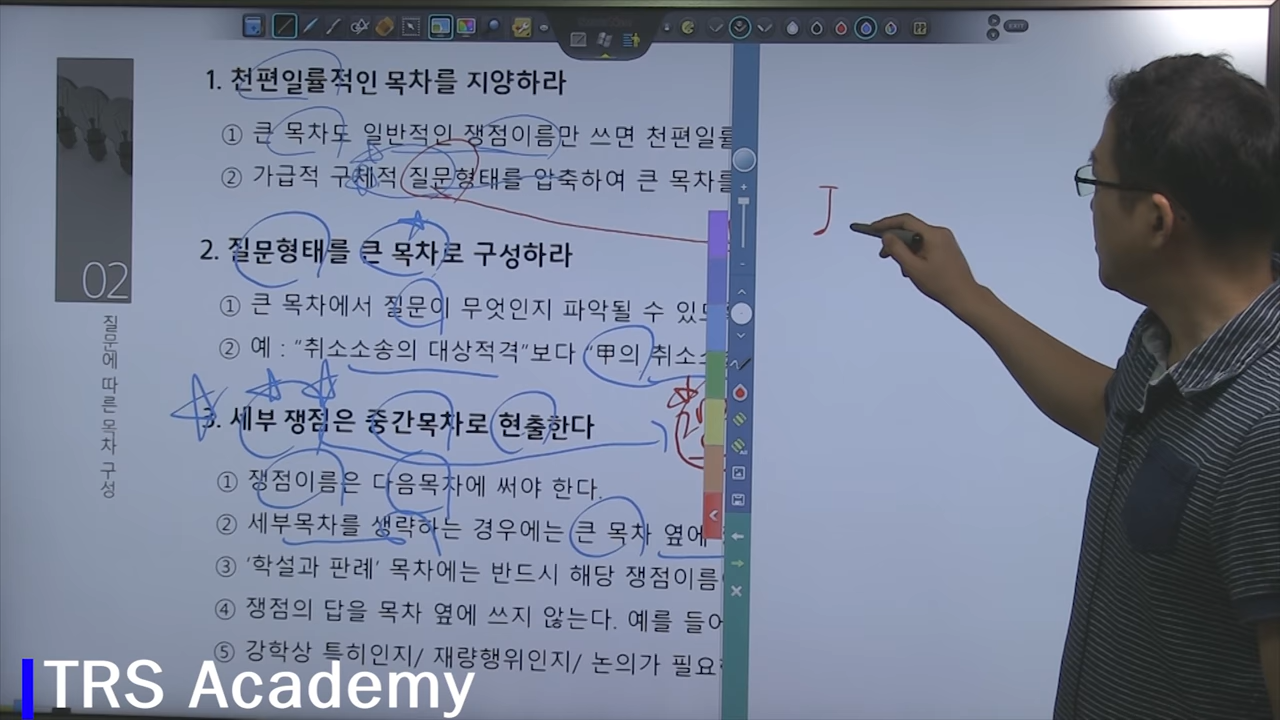 EXIT
1. 천편일률적인 목차를 지양하라
① 큰 목차도 일반적인 쟁점이름만 쓰면 천편일률
② 가급적 구체적 질문형태를 압축하여 큰 목차를
J
2. 질문형태를 큰 목차로 구성하라
① 큰 목차에서 질문이 무엇인지 파악될 수 있
② 예 : "취소소송의 대상적격"보다 "甲의 취소
02
질문에 따른 목차 구성
3. 세부 쟁점은 중간목차로 현출한다
① 쟁점이름은 다음목차에 써야 한다.
② 세부목차를 생략하는 경우에는 큰 목차 옆에
③ '학설과 판례' 목차에는 반드시 해당 쟁점이름
④ 쟁점의 답을 목차 옆에 쓰지 않는다. 예를 들어
⑤ 강학상 특히인지/ 재량행위인지/ 논의가 필요
TRS Academy